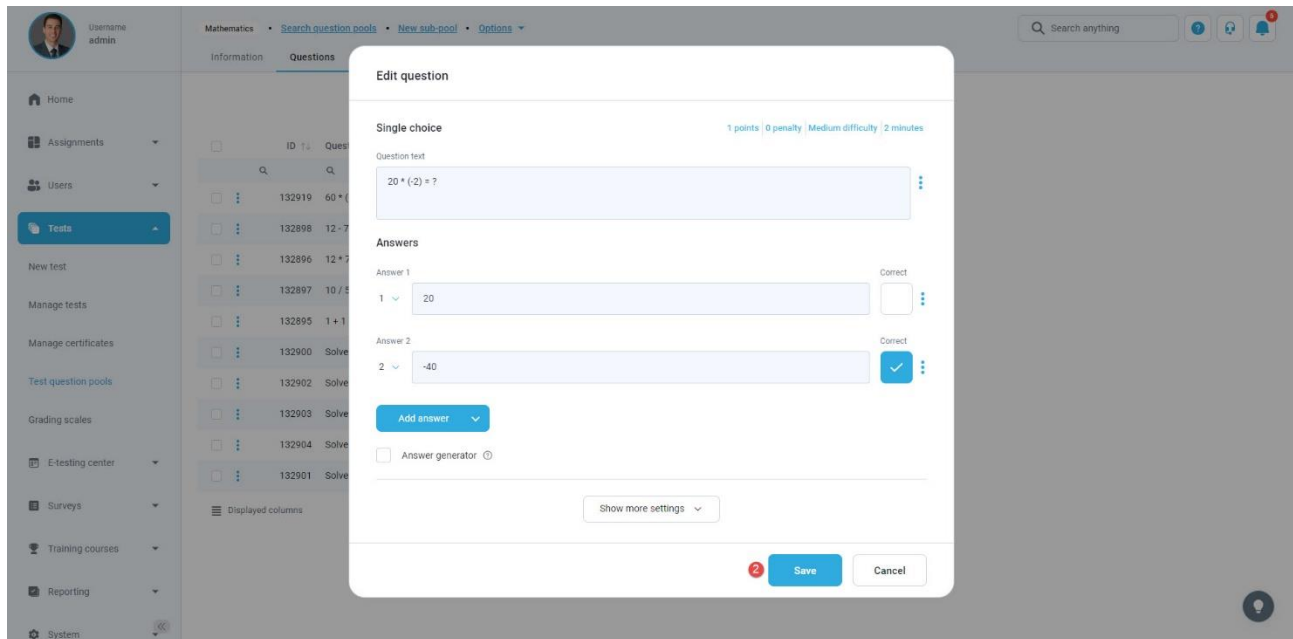 Username
admin
Mathematics • Search question pools • New sub-pool • Options
Search anything
Information Questions
Home
Assignments
Users
Tests
New test
Manage tests
Manage certificates
Test question pools
Grading scales
E-testing center
Surveys
Training courses
Reporting
System
ID
132919 60 * (
132898 12 - 7
132896 12 * 7
132897 10 / 5
132895 1 + 1
132900 Solve
132902 Solve
132903 Solve
132904 Solve
132901 Solve
Displayed columns
Edit question
Single choice 1 points 0 penalty Medium difficulty 2 minutes
Question text
20 * (-2) = ?
Answers
Answer 1 Correct
1 20
Answer 2 Correct
2 -40
Add answer
Answer generator
Show more settings
2 Save Cancel